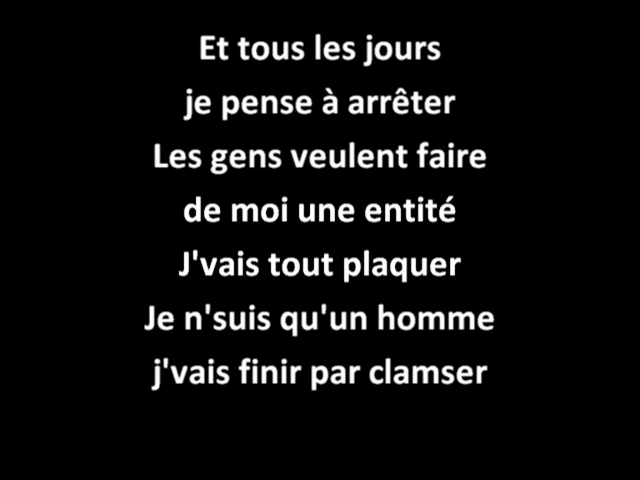 Et tous les jours
je pense à arrêter
Les gens veulent faire
de moi une entité
J'vais tout plaquer
Je n'suis qu'un homme
j'vais finir par clamser